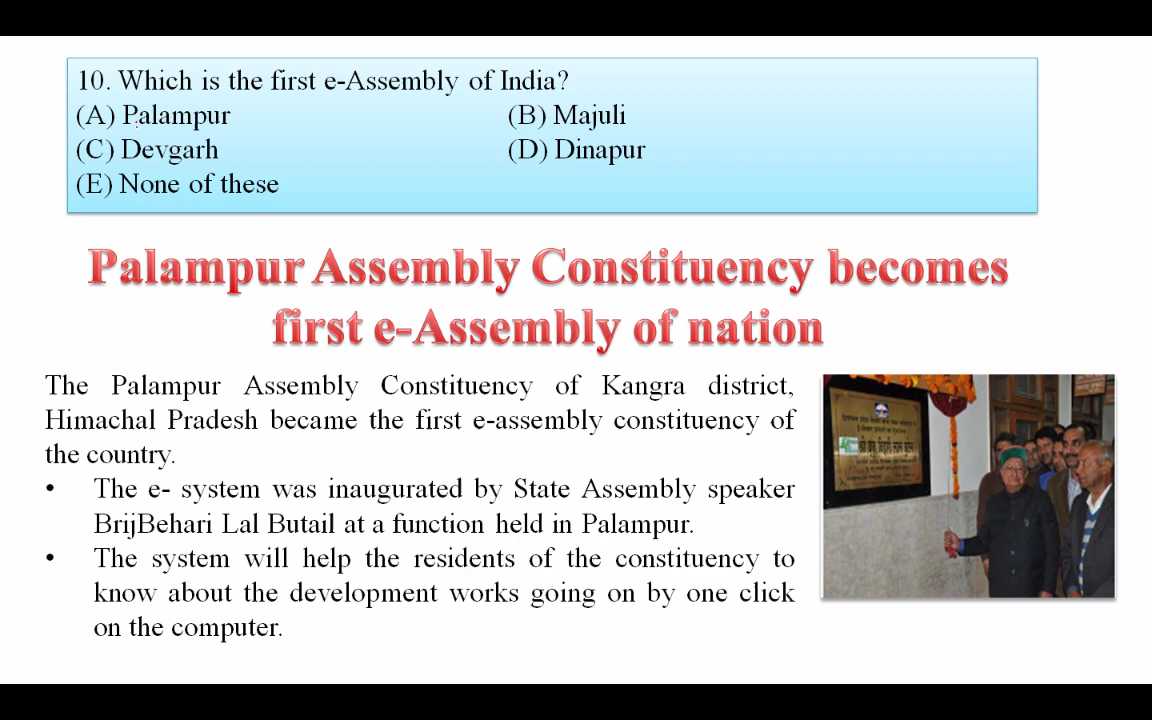 10. Which is the first e-Assembly of India?
(A) Palampur (B) Majuli
(C) Devgarh (D) Dinapur
(E) None of these
Palampur Assembly Constituency becomes
first e-Assembly of nation
The Palampur Assembly Constituency of Kangra district,
Himachal Pradesh became the first e-assembly constituency of
the country.
• The e- system was inaugurated by State Assembly speaker
BrijBehari Lal Butail at a function held in Palampur.
• The system will help the residents of the constituency to
know about the development works going on by one click
on the computer.